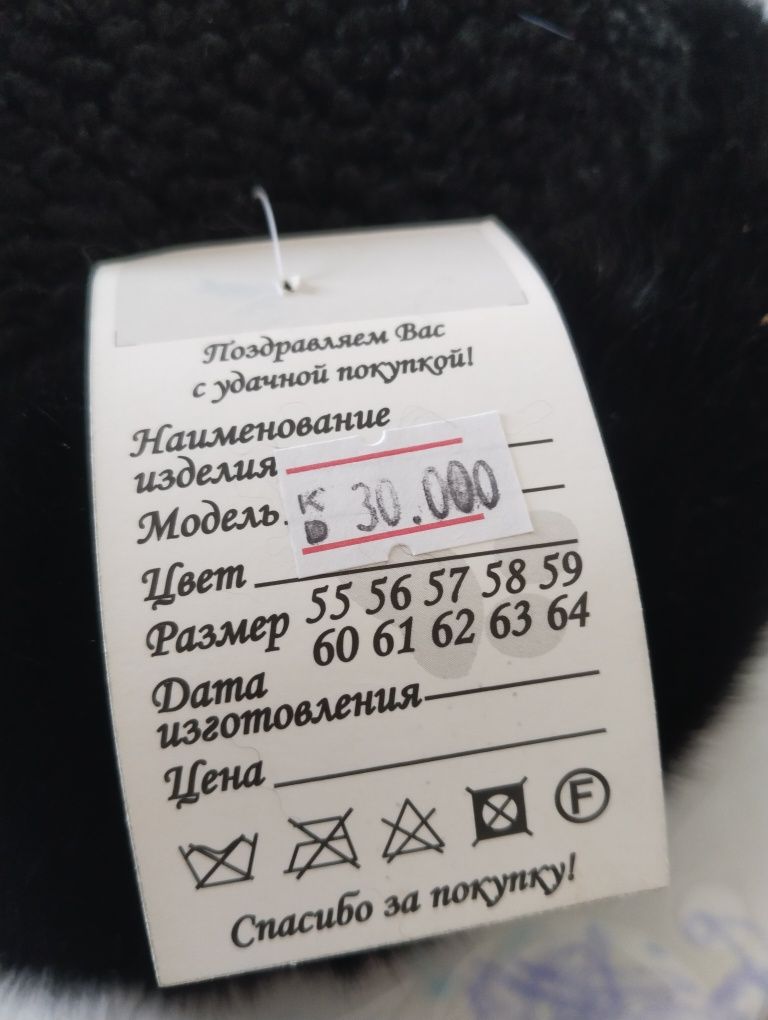 Поздравляем Вас
с удачной покупкой!
Наименование
изделия
К
D 30.000
Модель
Цвет
Размер 55 56 57 58 59
60 61 62 63 64
Дата
изготовления
Цена
F
Спасибо за покупку!